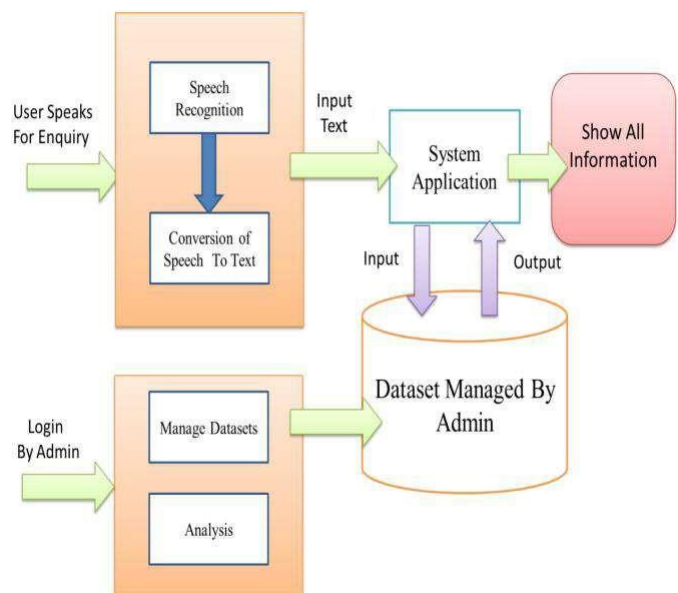 User Speaks
For Enquiry
Speech
Recognition
Conversion of
Speech To Text
Input
Text
System
Application
Show All
Information
Input
Output
Dataset Managed By
Admin
Login
By Admin
Manage Datasets
Analysis